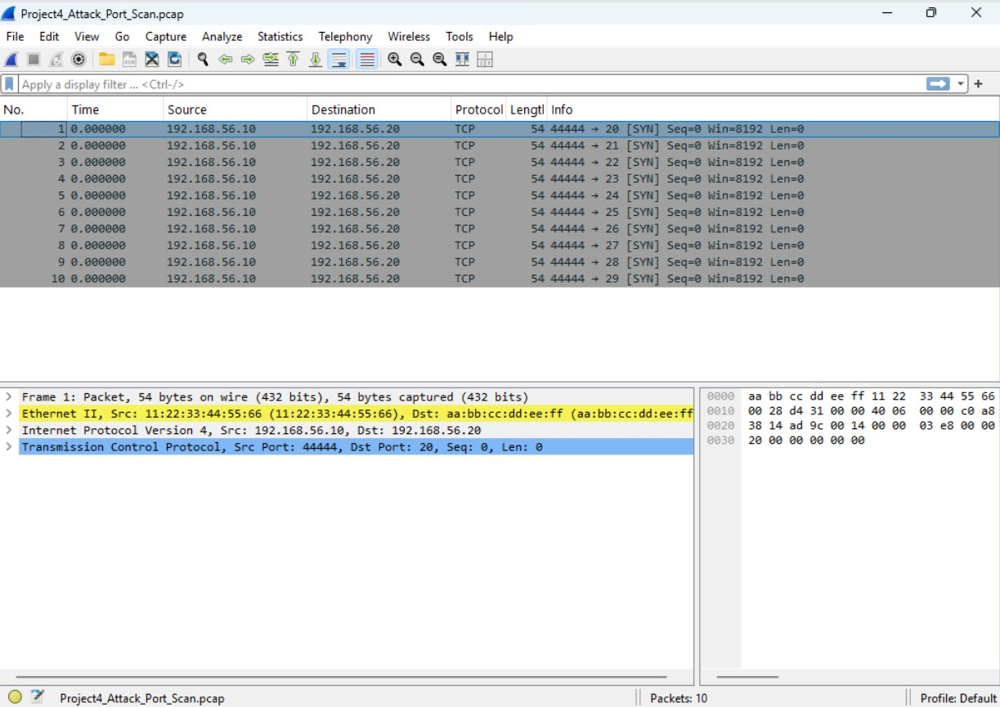 Project4_Attack_Port_Scan.pcap
File Edit View Go Capture Analyze Statistics Telephony Wireless Tools Help
Apply a display filter ... <Ctrl-/>
No. Time Source Destination Protocol Lengtl Info
1 0.000000 192.168.56.10 192.168.56.20 TCP 54 44444 → 20 [SYN] Seq=0 Win=8192 Len=0
2 0.000000 192.168.56.10 192.168.56.20 TCP 54 44444 → 21 [SYN] Seq=0 Win=8192 Len=0
3 0.000000 192.168.56.10 192.168.56.20 TCP 54 44444 → 22 [SYN] Seq=0 Win=8192 Len=0
4 0.000000 192.168.56.10 192.168.56.20 TCP 54 44444 → 23 [SYN] Seq=0 Win=8192 Len=0
5 0.000000 192.168.56.10 192.168.56.20 TCP 54 44444 → 24 [SYN] Seq=0 Win=8192 Len=0
6 0.000000 192.168.56.10 192.168.56.20 TCP 54 44444 → 25 [SYN] Seq=0 Win=8192 Len=0
7 0.000000 192.168.56.10 192.168.56.20 TCP 54 44444 → 26 [SYN] Seq=0 Win=8192 Len=0
8 0.000000 192.168.56.10 192.168.56.20 TCP 54 44444 → 27 [SYN] Seq=0 Win=8192 Len=0
9 0.000000 192.168.56.10 192.168.56.20 TCP 54 44444 → 28 [SYN] Seq=0 Win=8192 Len=0
10 0.000000 192.168.56.10 192.168.56.20 TCP 54 44444 → 29 [SYN] Seq=0 Win=8192 Len=0
Frame 1: Packet, 54 bytes on wire (432 bits), 54 bytes captured (432 bits)
Ethernet II, Src: 11:22:33:44:55:66 (11:22:33:44:55:66), Dst: aa:bb:cc:dd:ee:ff (aa:bb:cc:dd:ee:ff
Internet Protocol Version 4, Src: 192.168.56.10, Dst: 192.168.56.20
Transmission Control Protocol, Src Port: 44444, Dst Port: 20, Seq: 0, Len: 0
0000 aa bb cc dd ee ff 11 22 33 44 55 66
0010 00 28 d4 31 00 00 40 06 00 00 c0 a8
0020 38 14 ad 9c 00 14 00 00 03 e8 00 00
0030 20 00 00 00 00 00
Project4_Attack_Port_Scan.pcap
Packets: 10
Profile: Default